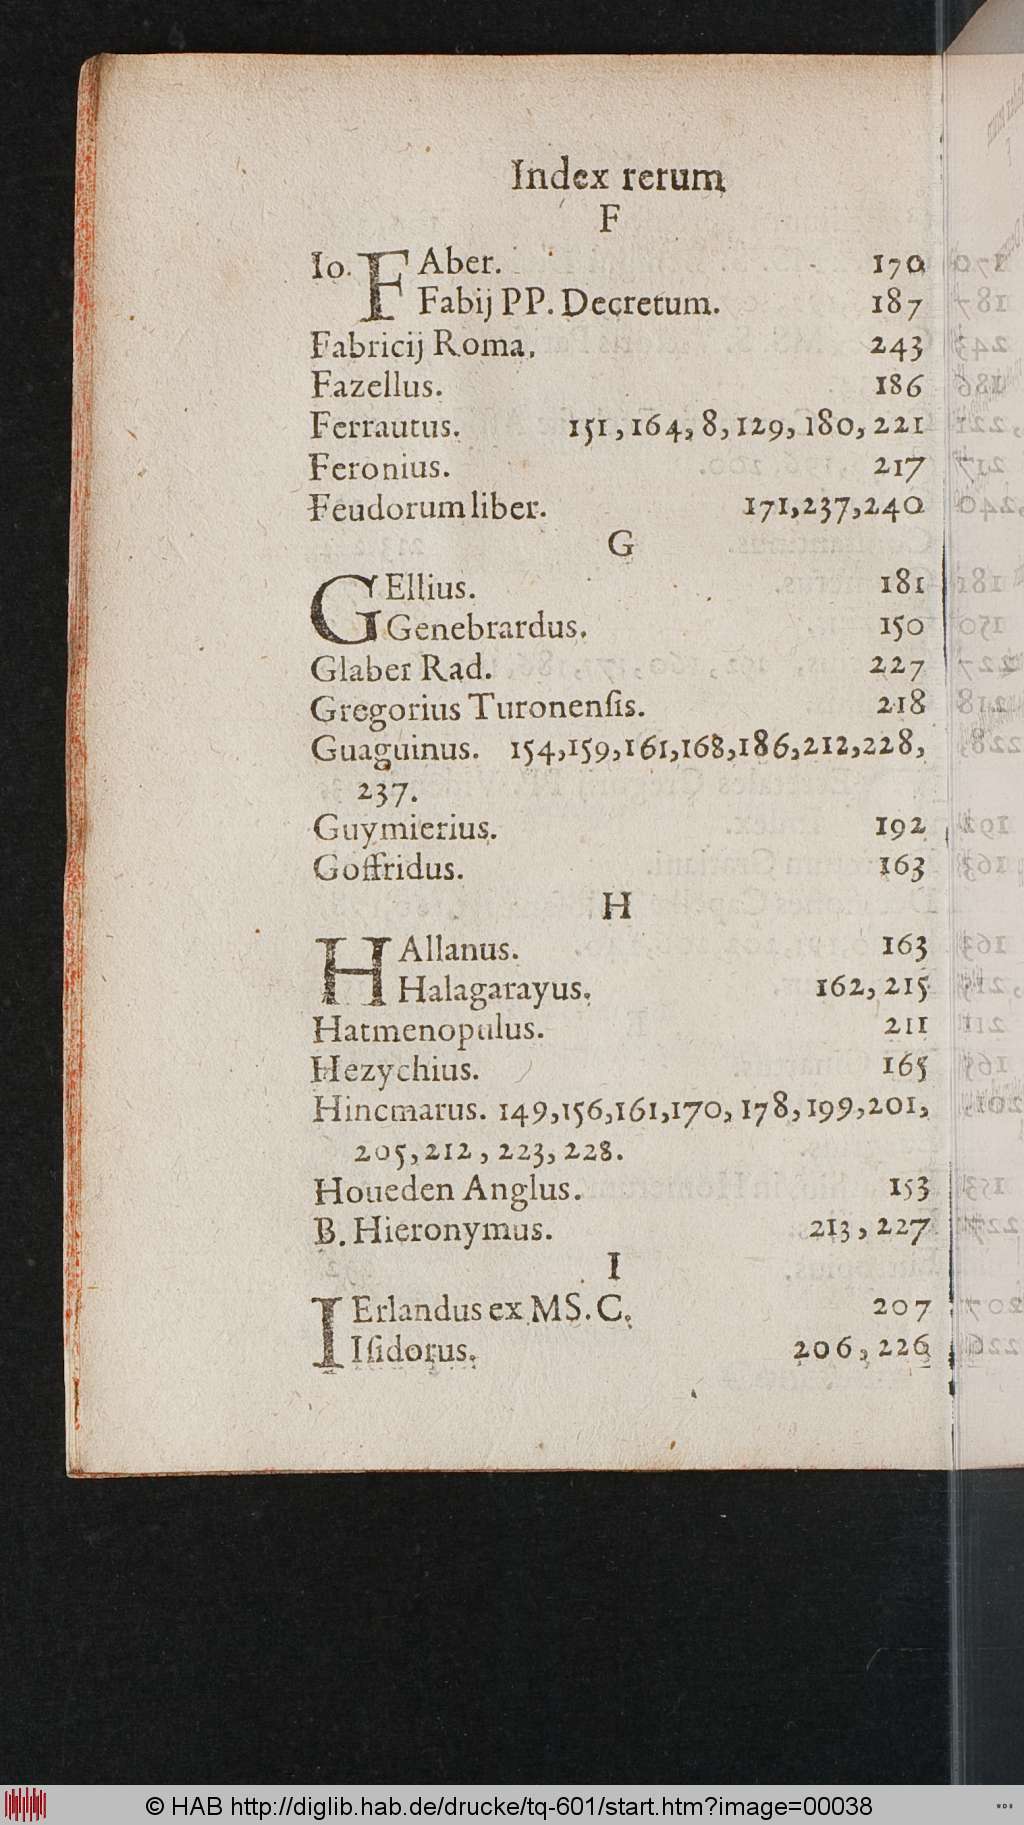 Index rerum
F
Io. FAber. 170
Fabij PP. Decretum. 187
Fabricij Roma. 243
Fazellus. 186
Ferrautus. 151, 164, 8, 129, 180, 221
Feronius. 217
Feudorum liber. 171, 237, 240
G
GEllius. 181
Genebrardus. 150
Glaber Rad. 227
Gregorius Turonenſis. 218
Guaguinus. 154, 159, 161, 168, 186, 212, 228,
237.
Guymierius. 192
Goffridus. 163
H
HAllanus. 163
Halagarayus. 162, 215
Hatmenopulus. 211
Hezychius. 165
Hincmarus. 149, 156, 161, 170, 178, 199, 201,
205, 212, 223, 228.
Houeden Anglus. 153
B. Hieronymus. 213, 227
I
IErlandus ex MS. C. 207
Iſidorus. 206, 226
© HAB http://diglib.hab.de/drucke/tq-601/start.htm?image=00038